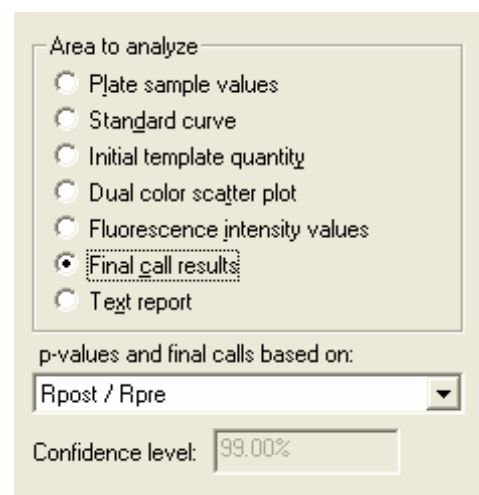 Area to analyze
Plate sample values
Standard curve
Initial template quantity
Dual color scatter plot
Fluorescence intensity values
Final call results
Text report
p-values and final calls based on:
Rpost / Rpre
Confidence level: 99.00%